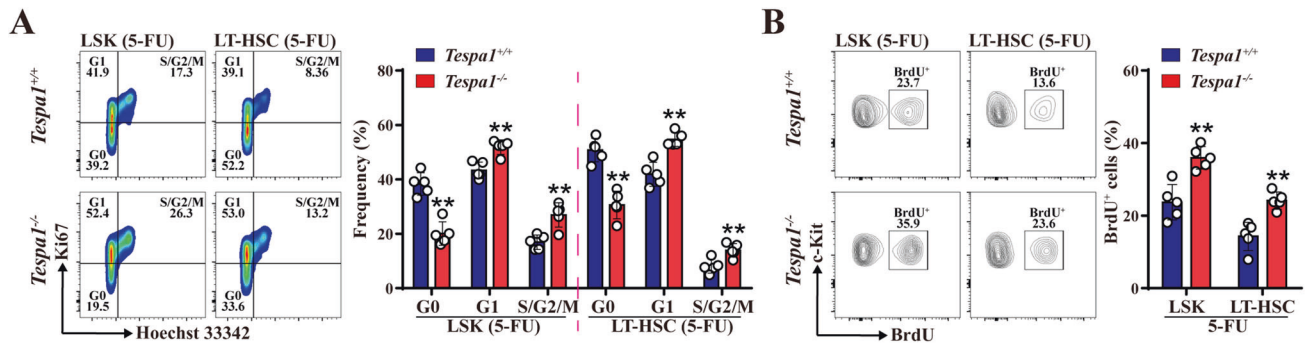 A
LSK (5-FU)
LT-HSC (5-FU)
Tespa1+/+
G1
41.9
S/G2/M
17.3
G0
39.2
G1
39.1
S/G2/M
8.36
G0
52.2
Tespa1-/-
G1
52.4
S/G2/M
26.3
G0
19.5
G1
53.0
S/G2/M
13.2
G0
33.6
Ki67
Hoechst 33342
Tespa1+/+
Tespa1-/-
Frequency (%)
80
60
40
20
0
**
**
**
**
**
**
G0
G1
S/G2/M
G0
G1
S/G2/M
LSK (5-FU)
LT-HSC (5-FU)
B
LSK (5-FU)
LT-HSC (5-FU)
Tespa1+/+
BrdU+
23.7
BrdU+
13.6
Tespa1-/-
BrdU+
35.9
BrdU+
23.6
c-Kit
BrdU
Tespa1+/+
Tespa1-/-
BrdU+ cells (%)
60
40
20
0
**
**
LSK
LT-HSC
5-FU